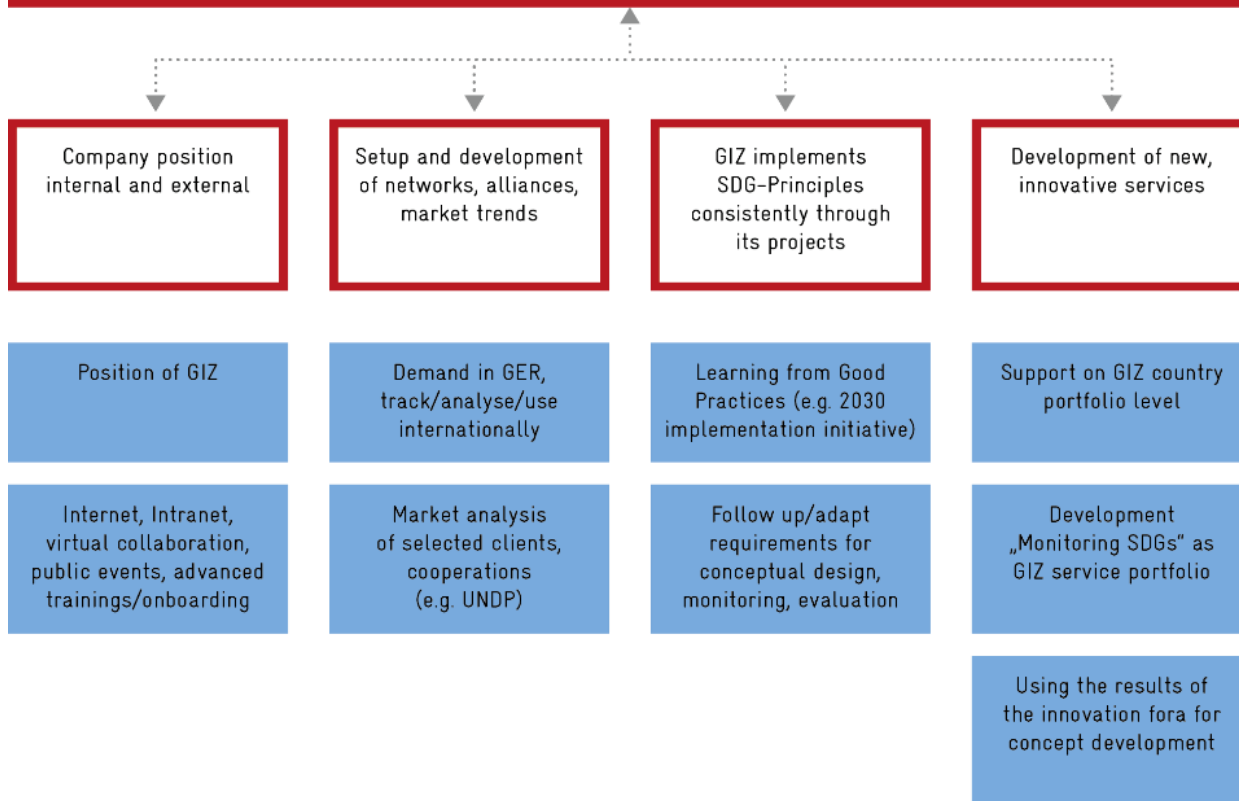 Company position
internal and external
Setup and development
of networks, alliances,
market trends
GIZ implements
SDG-Principles
consistently through
its projects
Development of new,
innovative services
Position of GIZ
Demand in GER,
track/analyse/use
internationally
Learning from Good
Practices (e.g. 2030
implementation initiative)
Support on GIZ country
portfolio level
Internet, Intranet,
virtual collaboration,
public events, advanced
trainings/onboarding
Market analysis
of selected clients,
cooperations
(e.g. UNDP)
Follow up/adapt
requirements for
conceptual design,
monitoring, evaluation
Development
„Monitoring SDGs" as
GIZ service portfolio
Using the results of
the innovation fora for
concept development